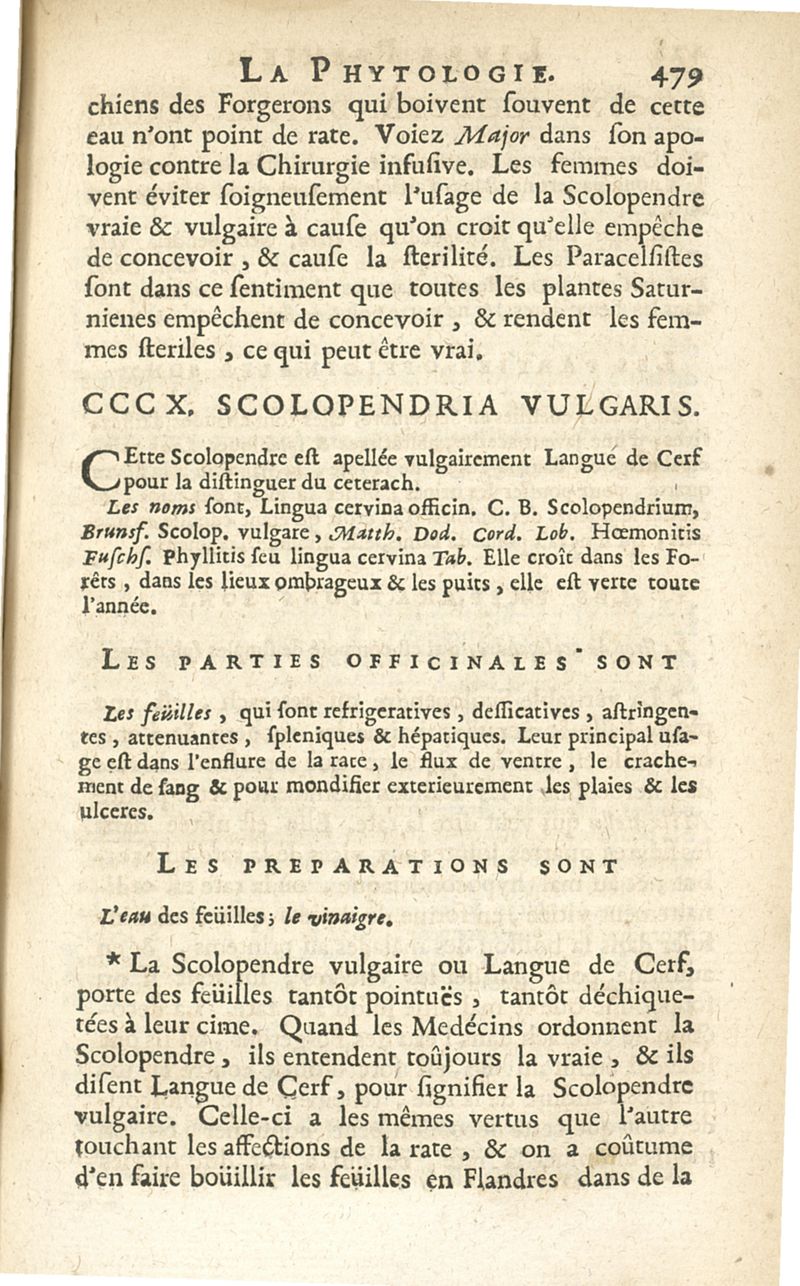 LA PHYTOLOGIE. 479
chiens des Forgerons qui boivent ſouvent de cette
eau n'ont point de rate. Voiez Major dans ſon apo-
logie contre la Chirurgie infuſive. Les femmes doi-
vent éviter ſoigneuſement l'uſage de la Scolopendre
vraie & vulgaire à cauſe qu'on croit qu'elle empêche
de concevoir, & cauſe la ſterilité. Les Paracelſiſtes
ſont dans ce ſentiment que toutes les plantes Satur-
nienes empêchent de concevoir, & rendent les fem-
mes ſteriles, ce qui peut être vrai.
CCCX. SCOLOPENDRIA VULGARIS.
CEtte Scolopendre eſt apellée vulgairement Langue de Cerf
pour la diſtinguer du ceterach.
Les noms ſont, Lingua cervina officin. C. B. Scolopendrium,
Brunsf. Scolop. vulgare, Matth. Dod. Cord. Lob. Hœmonitis
Fuſchſ. Phyllitis ſeu lingua cervina Tab. Elle croît dans les Fo-
rêts, dans les lieux ombrageux & les puits, elle eſt verte toute
l'année.
LES PARTIES OFFICINALES SONT
Les feüilles, qui ſont refrigeratives, deſſicatives, aſtringen-
tes, attenuantes, ſpleniques & hépatiques. Leur principal uſa-
ge eſt dans l'enflure de la rate, le flux de ventre, le crache-
ment de ſang & pour mondifier exterieurement les plaies & les
ulceres.
LES PREPARATIONS SONT
L'eau des feüilles; le vinaigre.
* La Scolopendre vulgaire ou Langue de Cerf,
porte des feüilles tantôt pointuës, tantôt déchique-
tées à leur cime. Quand les Medécins ordonnent la
Scolopendre, ils entendent toûjours la vraie, & ils
diſent Langue de Cerf, pour ſignifier la Scolopendre
vulgaire. Celle-ci a les mêmes vertus que l'autre
touchant les affections de la rate, & on a coûtume
d'en faire boüillir les feüilles en Flandres dans de la